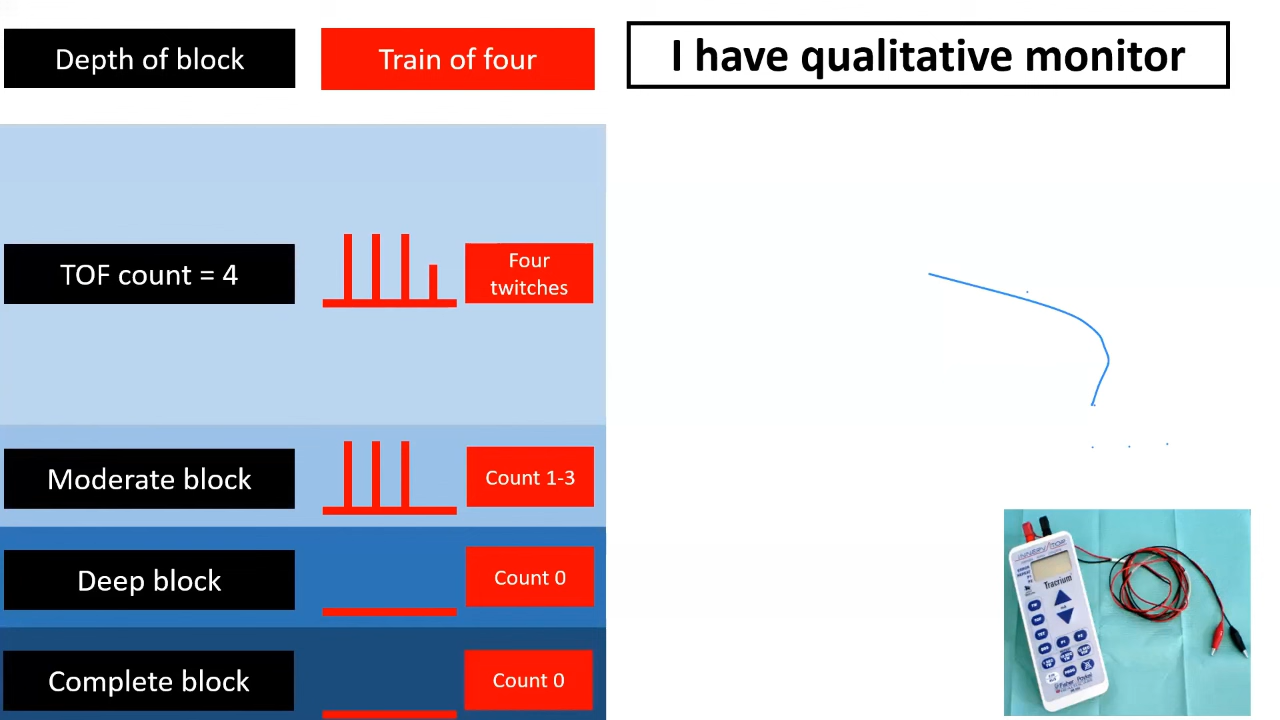 Depth of block
Train of four
I have qualitative monitor
TOF count = 4
Four
twitches
Moderate block
Count 1-3
Deep block
Count 0
Complete block
Count 0
Tracrium